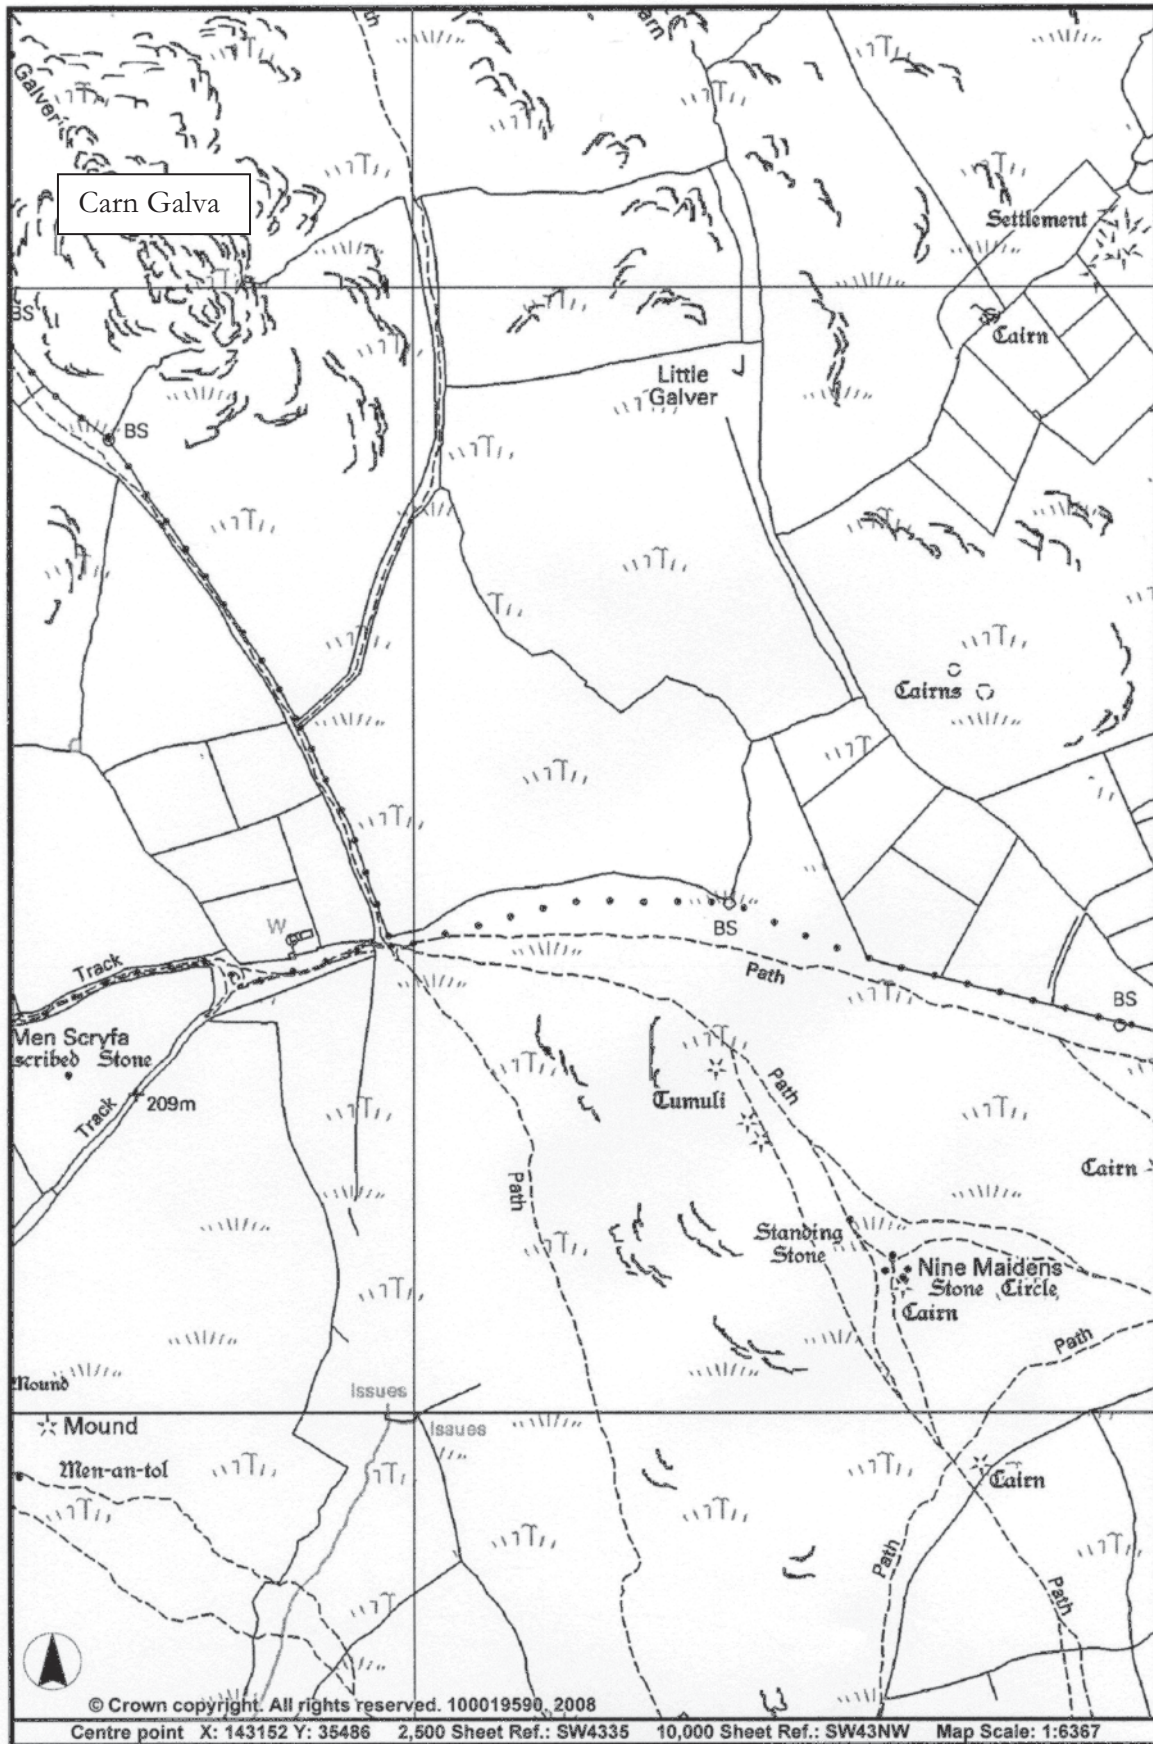 Galver
Carn Galva
Settlement
BS
Cairn
Little
Galver
BS
Cairns
W
Track
BS
Path
BS
Men Scryfa
scribed Stone
Track
209m
Tumuli
Path
Cairn
Path
Standing
Stone
Nine Maidens
Stone Circle
Cairn
Path
Mound
Issues
Issues
Mound
Men-an-tol
Cairn
Path
Path
© Crown copyright. All rights reserved. 100019590, 2008
Centre point X: 143152 Y: 35486 2,500 Sheet Ref.: SW4335 10,000 Sheet Ref.: SW43NW Map Scale: 1:6367